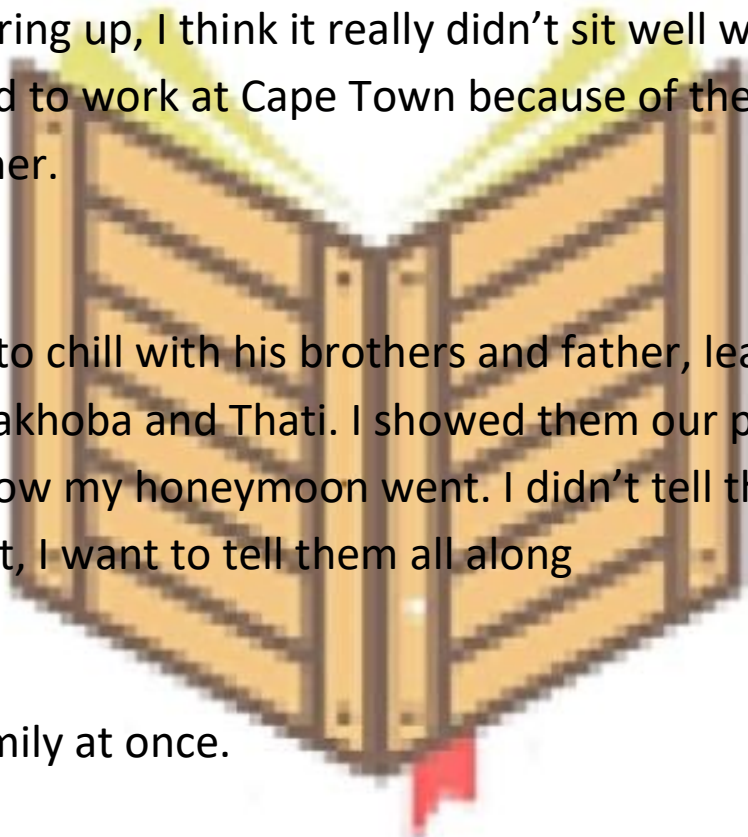 ring up, I think it really didn’t sit well w
d to work at Cape Town because of the
ner.
to chill with his brothers and father, lea
akhoba and Thati. I showed them our p
ow my honeymoon went. I didn’t tell th
t, I want to tell them all along
mily at once.